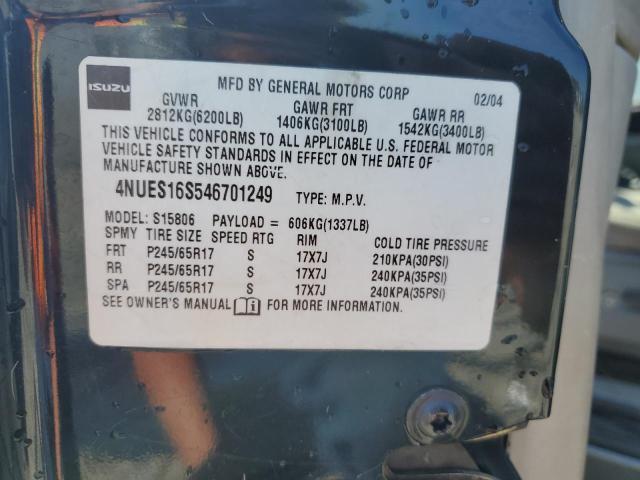 ISUZU
MFD BY GENERAL MOTORS CORP 02/04
GVWR GAWR FRT GAWR RR
2812KG(6200LB) 1406KG(3100LB) 1542KG(3400LB)
THIS VEHICLE CONFORMS TO ALL APPLICABLE U.S. FEDERAL MOTOR
VEHICLE SAFETY STANDARDS IN EFFECT ON THE DATE OF
MANUFACTURE SHOWN ABOVE.
4NUES16S546701249 TYPE: M.P.V.
MODEL: S15806 PAYLOAD = 606KG(1337LB)
SPMY TIRE SIZE SPEED RTG RIM COLD TIRE PRESSURE
FRT P245/65R17 S 17X7J 210KPA(30PSI)
RR P245/65R17 S 17X7J 240KPA(35PSI)
SPA P245/65R17 S 17X7J 240KPA(35PSI)
SEE OWNER'S MANUAL FOR MORE INFORMATION.